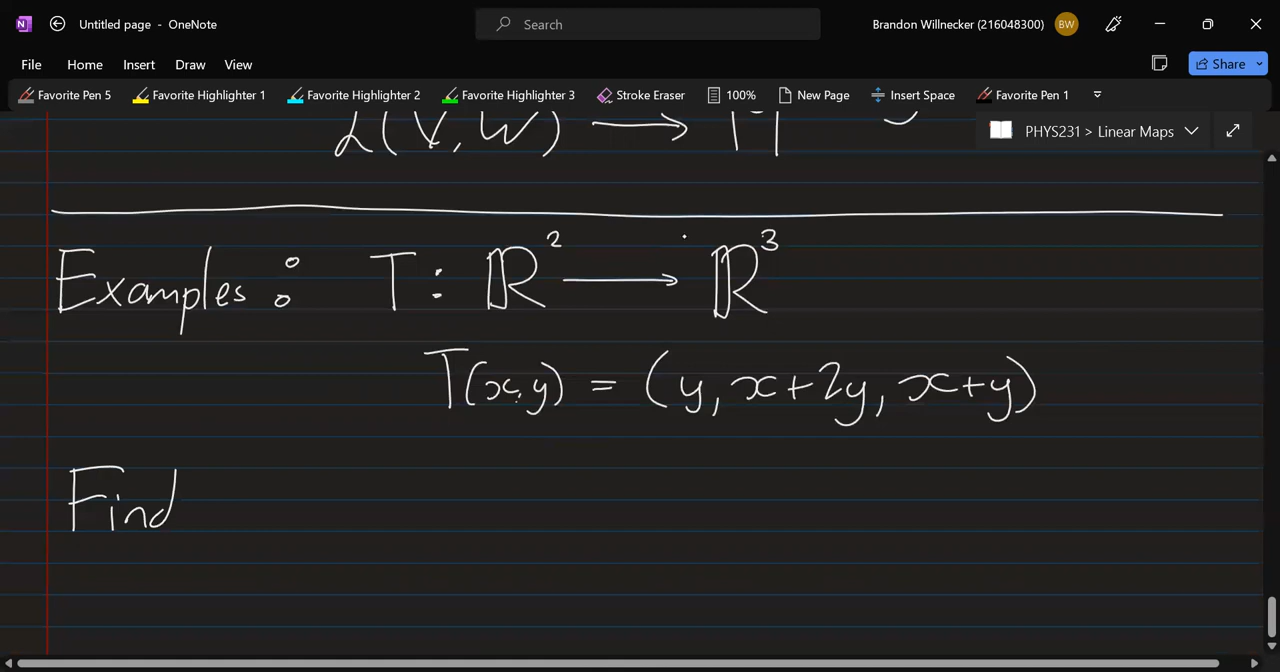 Untitled page - OneNote
Search
Brandon Willnecker (216048300) BW
File Home Insert Draw View
Share
Favorite Pen 5 Favorite Highlighter 1 Favorite Highlighter 2 Favorite Highlighter 3 Stroke Eraser 100% New Page Insert Space Favorite Pen 1
PHYS231 > Linear Maps
L(V, W) →
Examples: T: ℝ² → ℝ³
T(x,y) = (y, x+2y, x+y)
Find